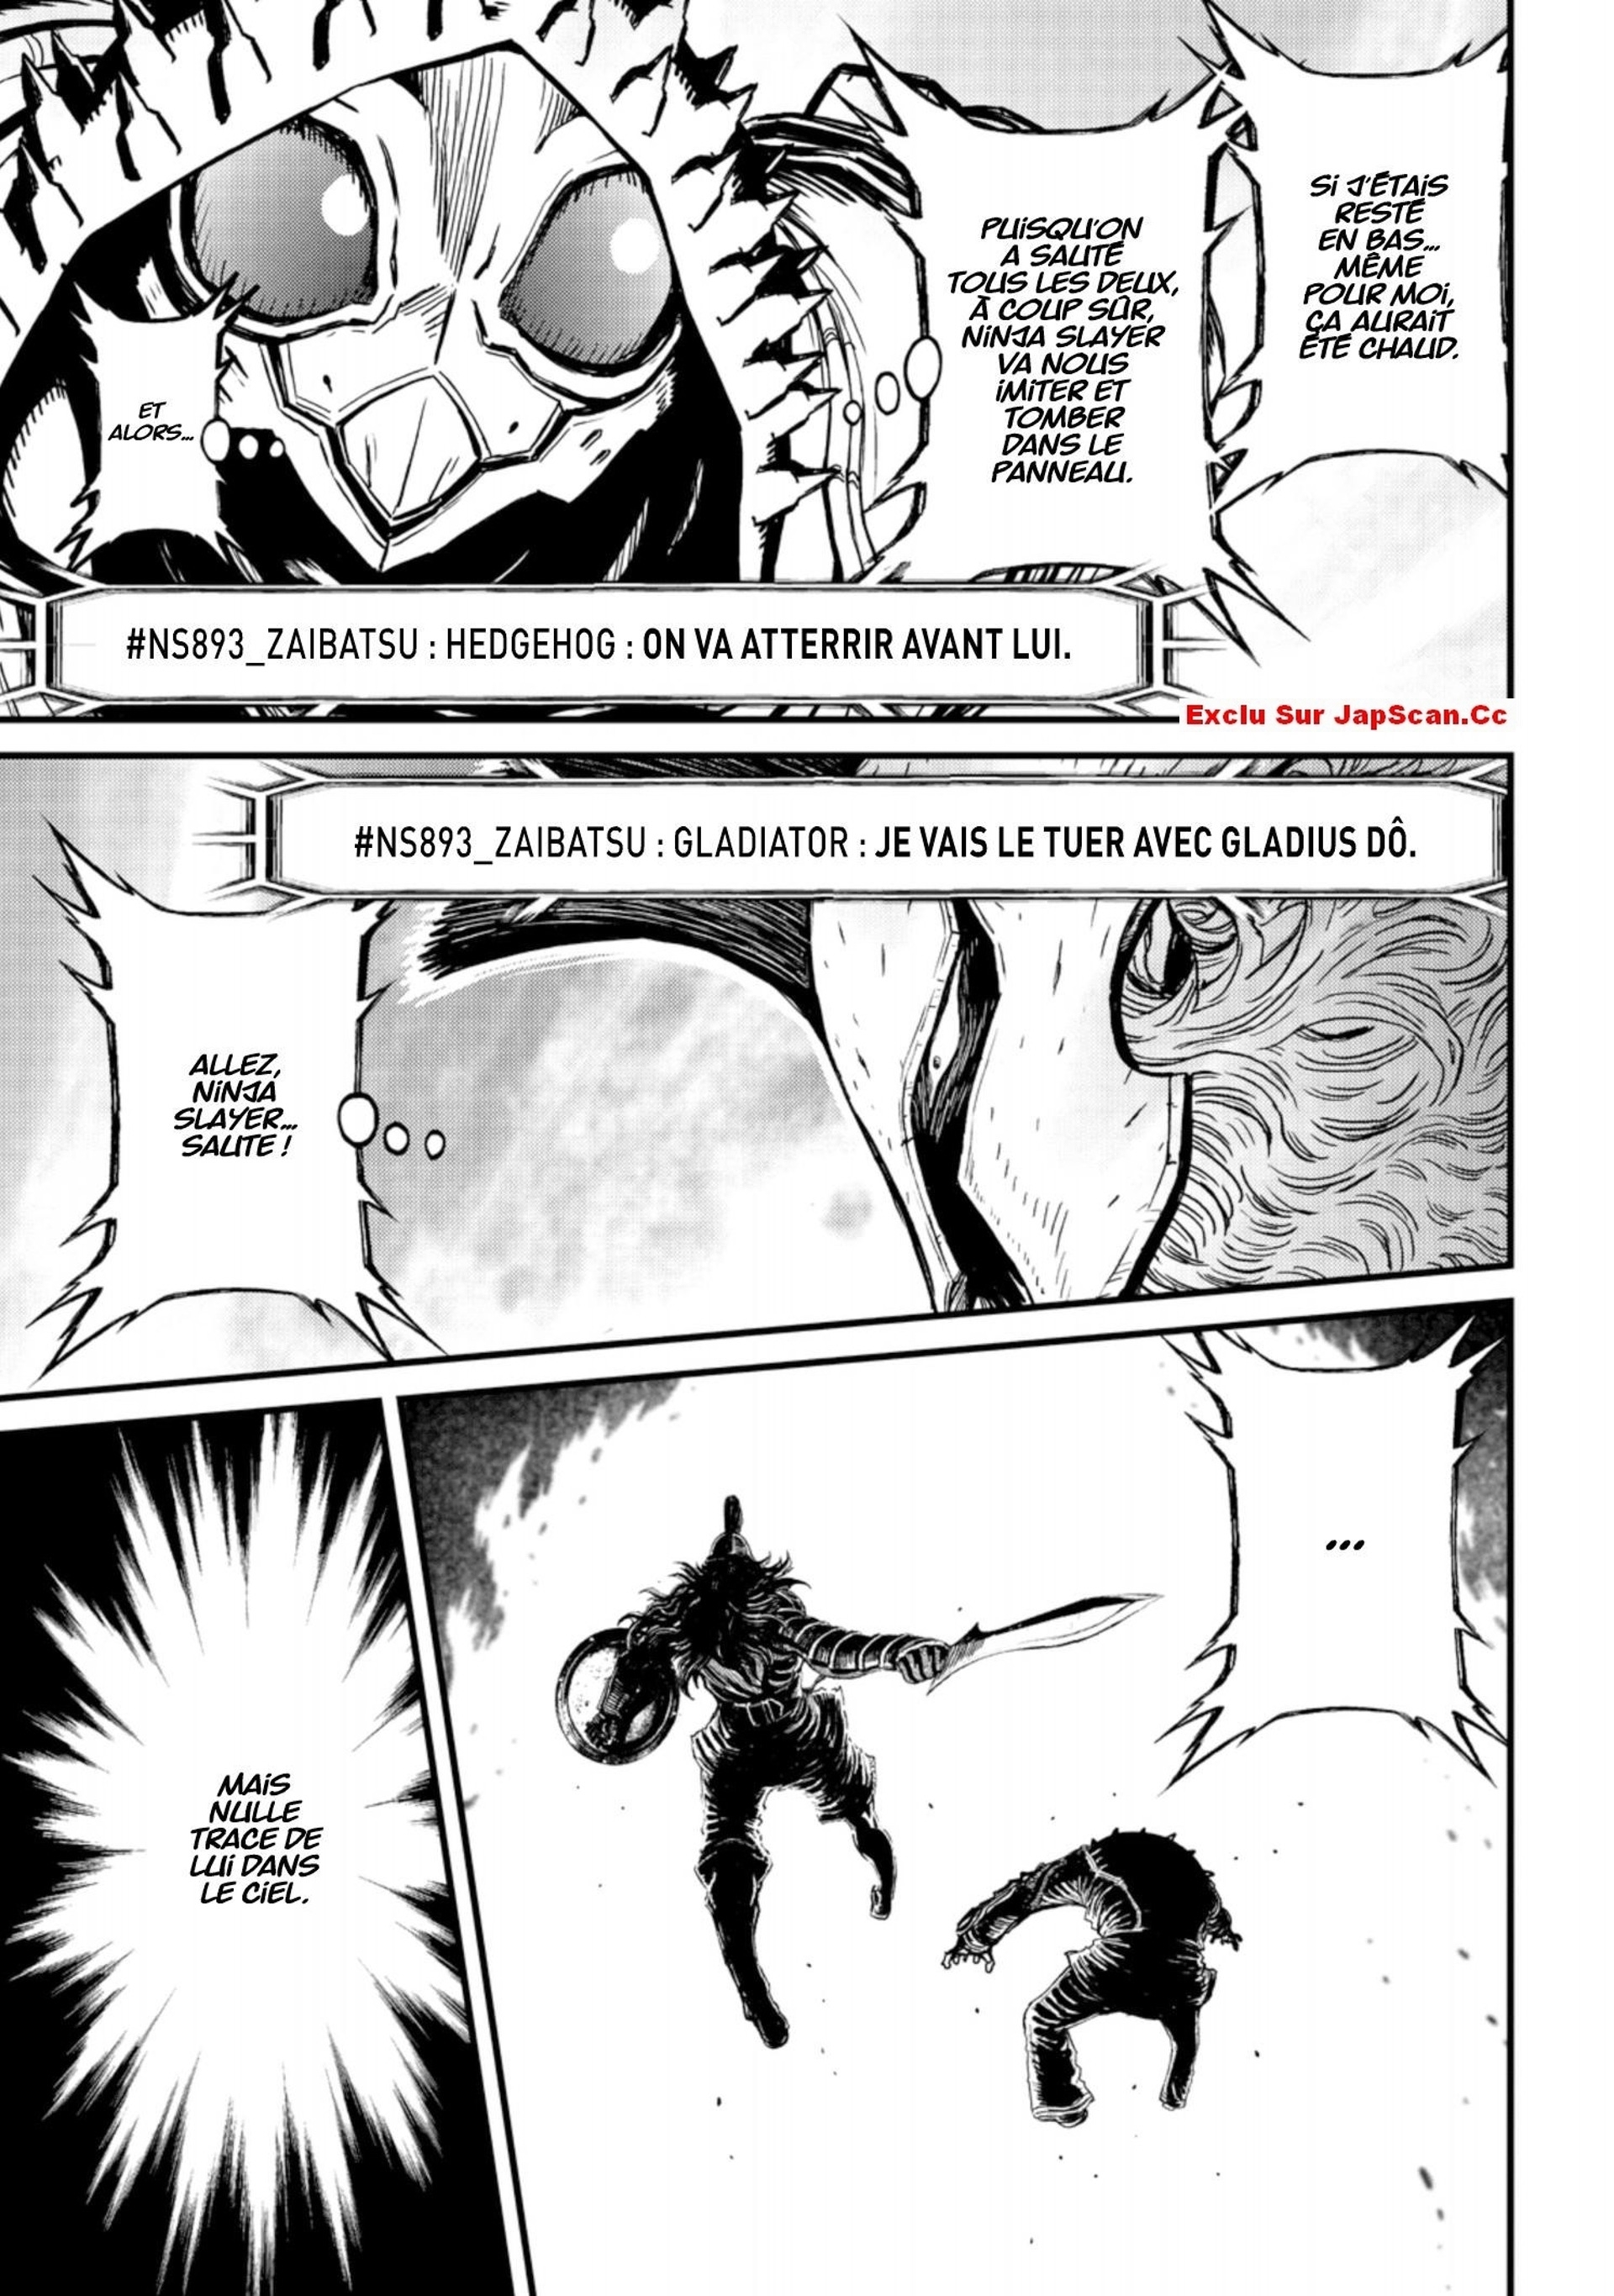 SI J'ÉTAIS
RESTÉ
EN BAS...
MÊME
POUR MOI,
ÇA AURAIT
ÉTÉ CHAUD.
PUISQU'ON
A SAUTÉ
TOUS LES DEUX,
À COUP SÛR,
NINJA SLAYER
VA NOUS
IMITER ET
TOMBER
DANS LE
PANNEAU.
ET
ALORS...
#NS893_ZAIBATSU : HEDGEHOG : ON VA ATTERRIR AVANT LUI.
Exclu Sur JapScan.Cc
#NS893_ZAIBATSU : GLADIATOR : JE VAIS LE TUER AVEC GLADIUS DÔ.
ALLEZ,
NINJA
SLAYER...
SAUTE !
...
MAIS
NULLE
TRACE DE
LUI DANS
LE CIEL.